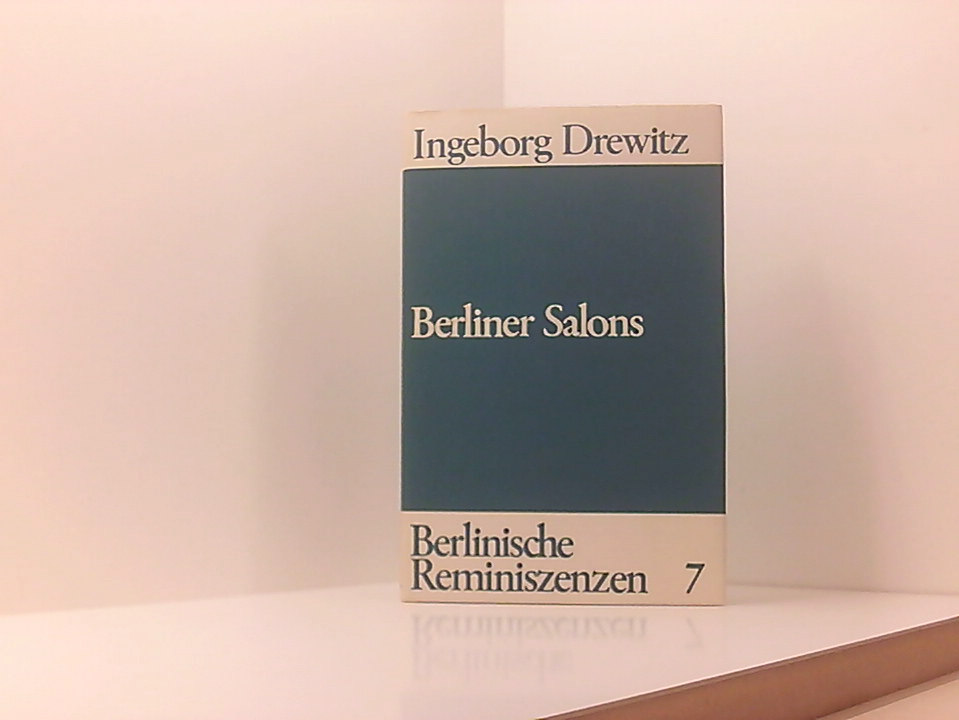 Ingeborg Drewitz
Berliner Salons
Berlinische
Reminiszenzen 7